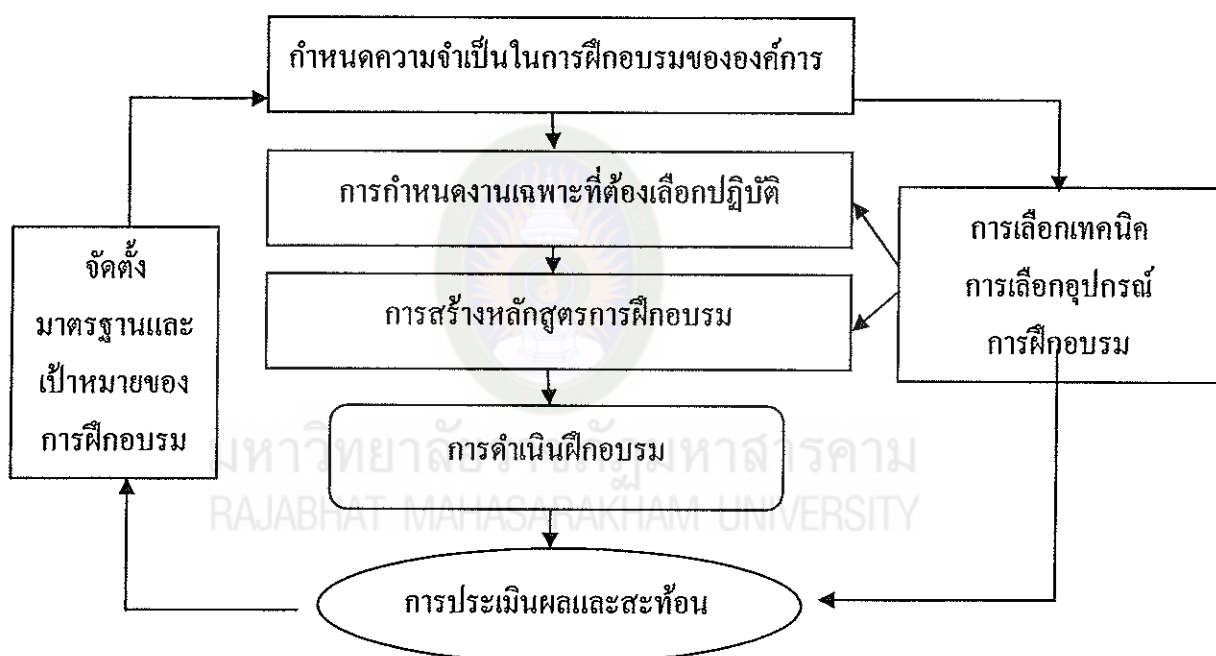 กำหนดความจำเป็นในการฝึกอบรมขององค์การ
การกำหนดงานเฉพาะที่ต้องเลือกปฏิบัติ
การสร้างหลักสูตรการฝึกอบรม
การดำเนินฝึกอบรม
การประเมินผลและสะท้อน
จัดตั้ง
มาตรฐานและ
เป้าหมายของ
การฝึกอบรม
การเลือกเทคนิค
การเลือกอุปกรณ์
การฝึกอบรม
มหาวิทยาลัยราชภัฏมหาสารคาม
RAJABHAT MAHASARAKHAM UNIVERSITY